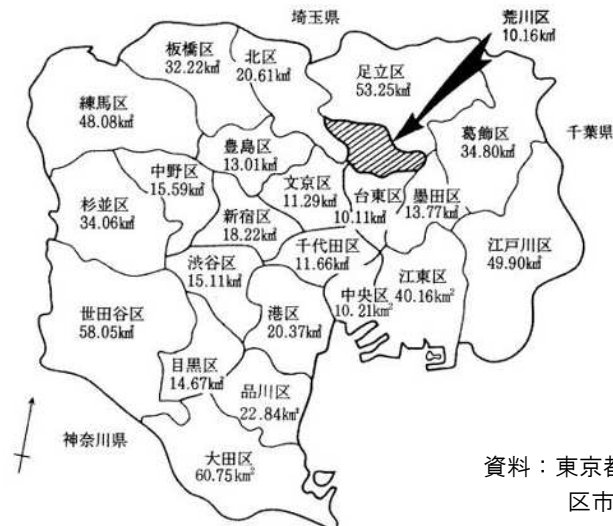 埼玉県
荒川区
10.16k㎡
板橋区
32.22k㎡
北区
20.61k㎡
足立区
53.25k㎡
練馬区
48.08k㎡
葛飾区
34.80k㎡
千葉県
豊島区
13.01k㎡
中野区
15.59k㎡
文京区
11.29k㎡
台東区
10.11k㎡
墨田区
13.77k㎡
杉並区
34.06k㎡
新宿区
18.22k㎡
千代田区
11.66k㎡
江戸川区
49.90k㎡
渋谷区
15.11k㎡
中央区
10.21km²
江東区
40.16km²
世田谷区
58.05k㎡
港区
20.37k㎡
目黒区
14.67k㎡
品川区
22.84km²
神奈川県
大田区
60.75km²
資料：東京都
区市